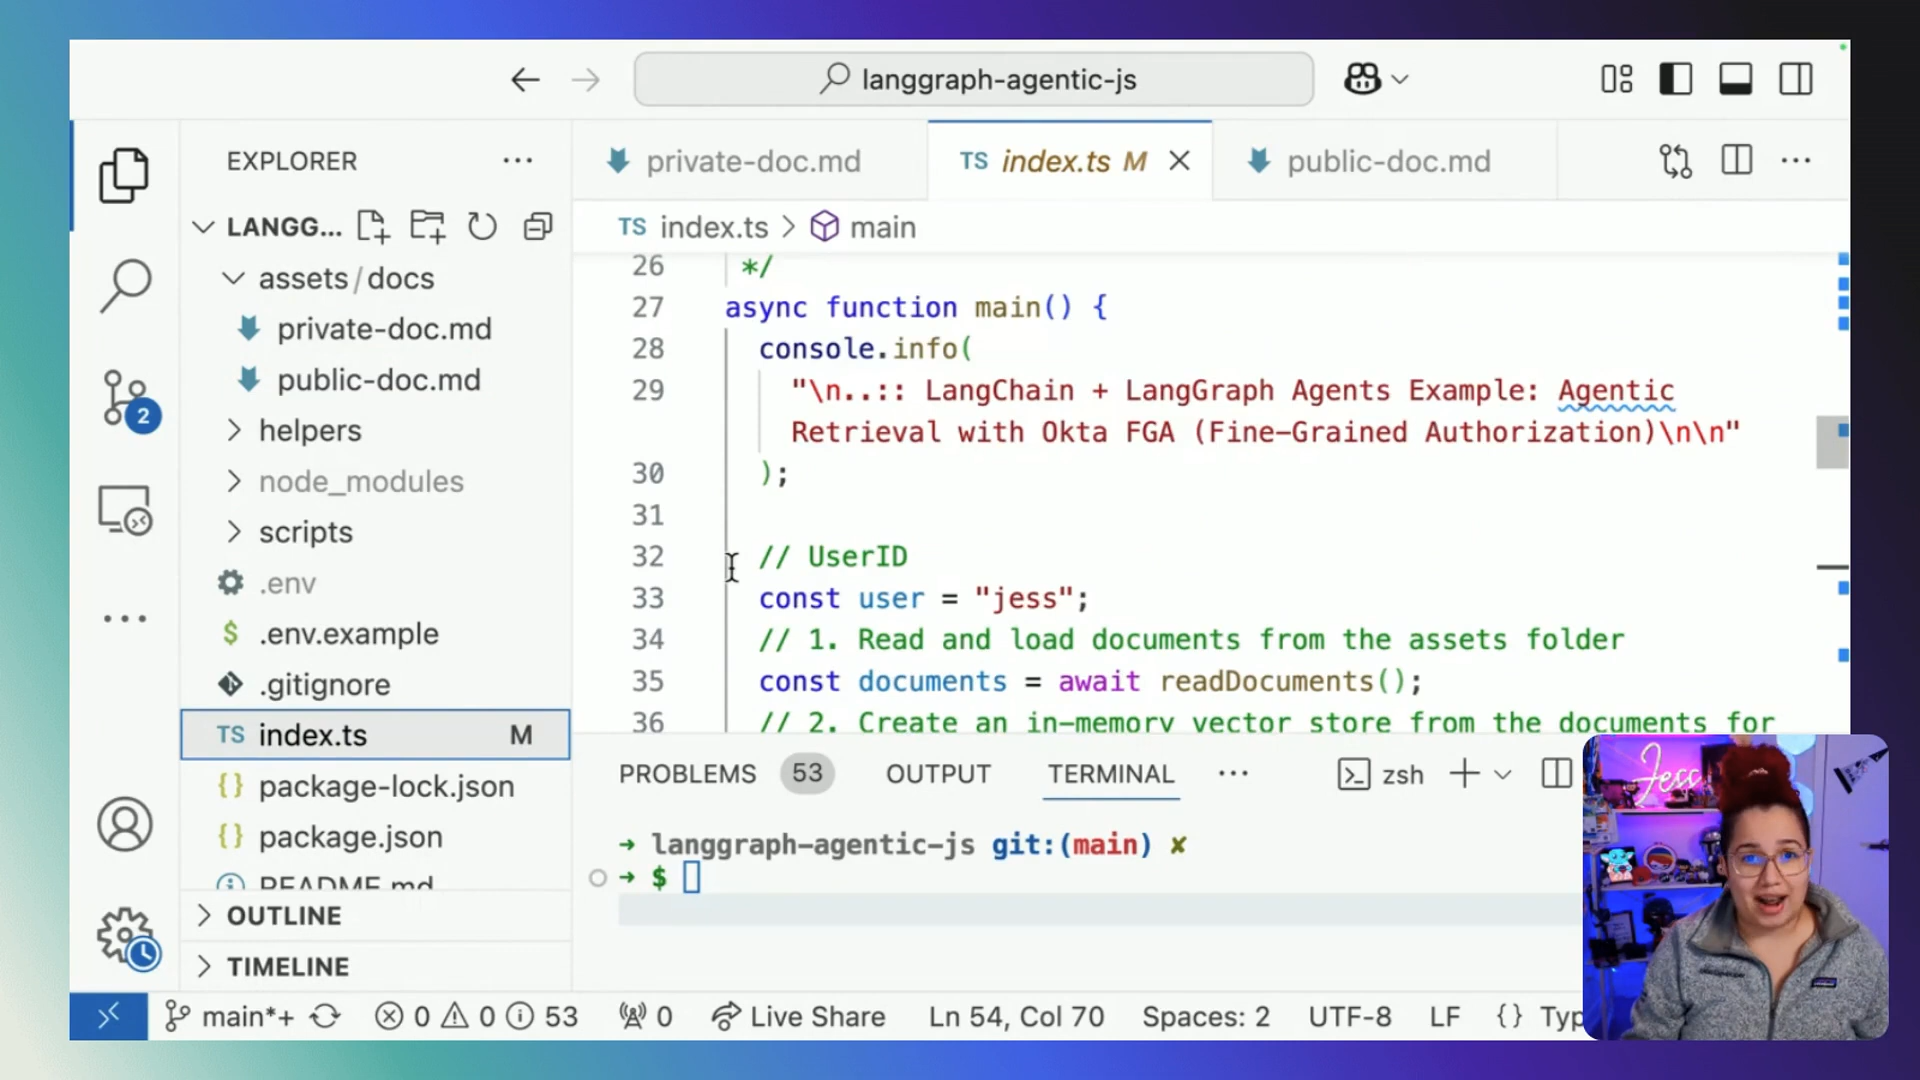 langgraph-agentic-js
EXPLORER
private-doc.md
TS index.ts M
public-doc.md
LANGG...
TS index.ts > main
assets/docs
private-doc.md
public-doc.md
helpers
node_modules
scripts
.env
$ .env.example
.gitignore
TS index.ts M
{} package-lock.json
{} package.json
README.md
OUTLINE
TIMELINE
2
26 */
27 async function main() {
28 console.info(
29 "\n..:: LangChain + LangGraph Agents Example: Agentic
Retrieval with Okta FGA (Fine-Grained Authorization)\n\n"
30 );
31
32 // UserID
33 const user = "jess";
34 // 1. Read and load documents from the assets folder
35 const documents = await readDocuments();
36 // 2. Create an in-memory vector store from the documents for
PROBLEMS 53 OUTPUT TERMINAL ... zsh
→ langgraph-agentic-js git:(main) ✘
→ $
Jess
main*+ 0 0 53 0 Live Share Ln 54, Col 70 Spaces: 2 UTF-8 LF {}